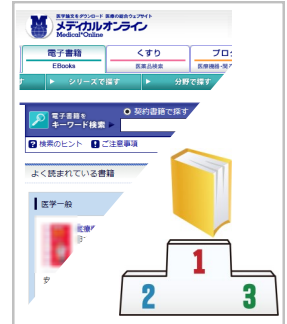 医学論文をダウンロード 医療の総合ウェブサイト
メディカルオンライン
Medical*Online
電子書籍
EBooks
くすり
医薬品検索
プロ
医療機器・
す ▶ シリーズで探す ▶ 分野で探す
電子書籍を
キーワード検索
契約書籍で探す
? 検索のヒント ! ご注意事項
よく読まれている書籍
医学一般
医療
1
2
3